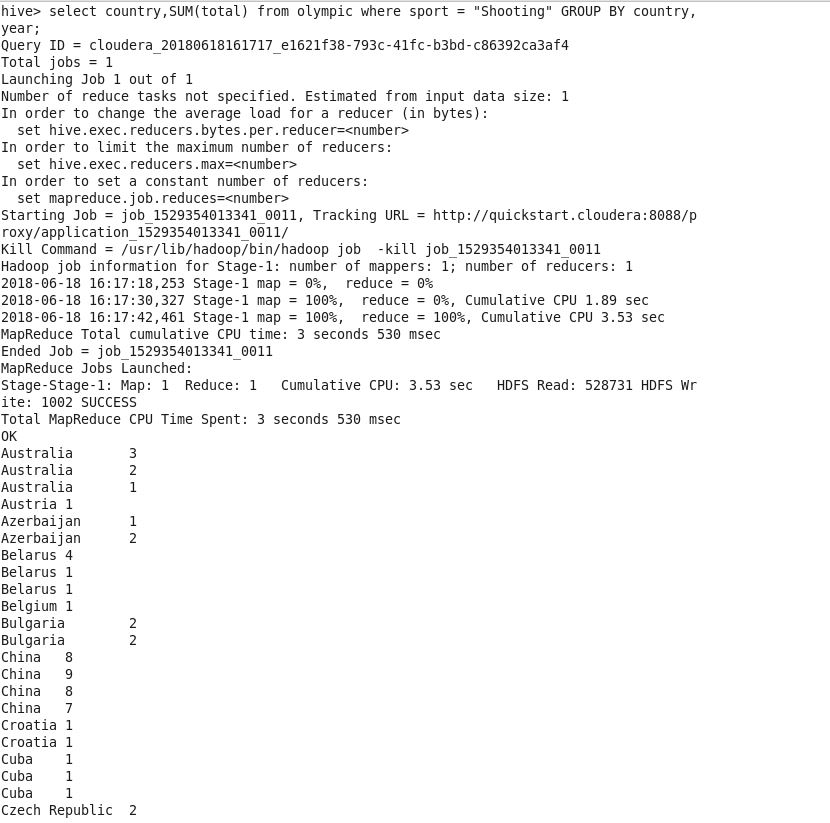 hive> select country,SUM(total) from olympic where sport = "Shooting" GROUP BY country,
year;
Query ID = cloudera_20180618161717_e1621f38-793c-41fc-b3bd-c86392ca3af4
Total jobs = 1
Launching Job 1 out of 1
Number of reduce tasks not specified. Estimated from input data size: 1
In order to change the average load for a reducer (in bytes):
  set hive.exec.reducers.bytes.per.reducer=<number>
In order to limit the maximum number of reducers:
  set hive.exec.reducers.max=<number>
In order to set a constant number of reducers:
  set mapreduce.job.reduces=<number>
Starting Job = job_1529354013341_0011, Tracking URL = http://quickstart.cloudera:8088/p
roxy/application_1529354013341_0011/
Kill Command = /usr/lib/hadoop/bin/hadoop job  -kill job_1529354013341_0011
Hadoop job information for Stage-1: number of mappers: 1; number of reducers: 1
2018-06-18 16:17:18,253 Stage-1 map = 0%,  reduce = 0%
2018-06-18 16:17:30,327 Stage-1 map = 100%,  reduce = 0%, Cumulative CPU 1.89 sec
2018-06-18 16:17:42,461 Stage-1 map = 100%,  reduce = 100%, Cumulative CPU 3.53 sec
MapReduce Total cumulative CPU time: 3 seconds 530 msec
Ended Job = job_1529354013341_0011
MapReduce Jobs Launched:
Stage-Stage-1: Map: 1  Reduce: 1   Cumulative CPU: 3.53 sec   HDFS Read: 528731 HDFS Wr
ite: 1002 SUCCESS
Total MapReduce CPU Time Spent: 3 seconds 530 msec
OK
Australia	3
Australia	2
Australia	1
Austria	1
Azerbaijan	1
Azerbaijan	2
Belarus	4
Belarus	1
Belarus	1
Belgium	1
Bulgaria	2
Bulgaria	2
China	8
China	9
China	8
China	7
Croatia	1
Croatia	1
Cuba	1
Cuba	1
Cuba	1
Czech Republic	2